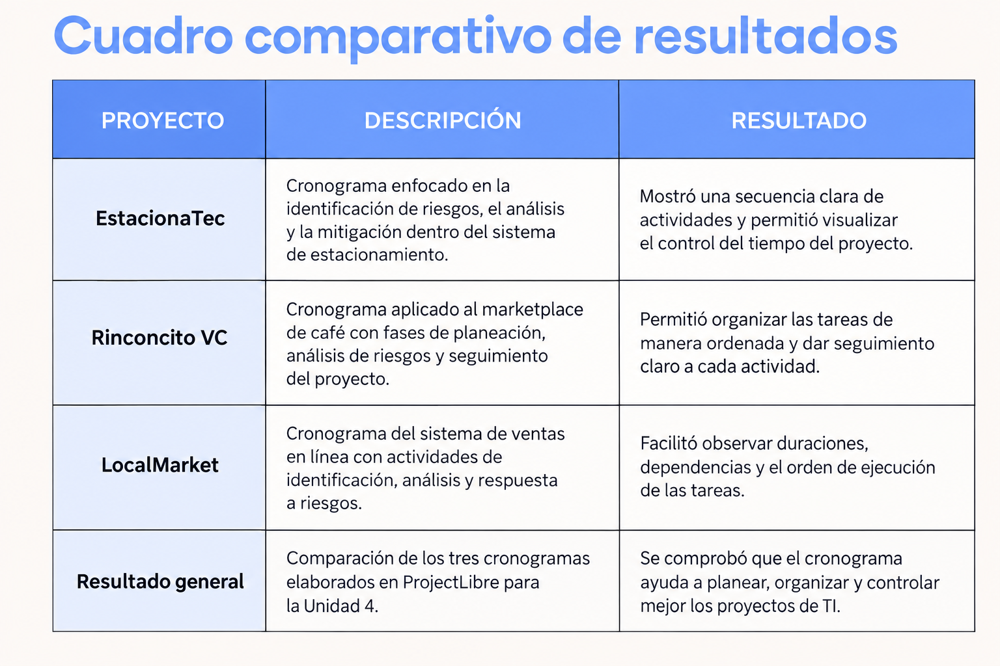 Cuadro comparativo de resultados
PROYECTO
DESCRIPCIÓN
RESULTADO
EstacionaTec
Cronograma enfocado en la
identificación de riesgos, el análisis
y la mitigación dentro del sistema
de estacionamiento.
Mostró una secuencia clara de
actividades y permitió visualizar
el control del tiempo del proyecto.
Rinconcito VC
Cronograma aplicado al marketplace
de café con fases de planeación,
análisis de riesgos y seguimiento
del proyecto.
Permitió organizar las tareas de
manera ordenada y dar seguimiento
claro a cada actividad.
LocalMarket
Cronograma del sistema de ventas
en línea con actividades de
identificación, análisis y respuesta
a riesgos.
Facilitó observar duraciones,
dependencias y el orden de ejecución
de las tareas.
Resultado general
Comparación de los tres cronogramas
elaborados en ProjectLibre para
la Unidad 4.
Se comprobó que el cronograma
ayuda a planear, organizar y controlar
mejor los proyectos de TI.